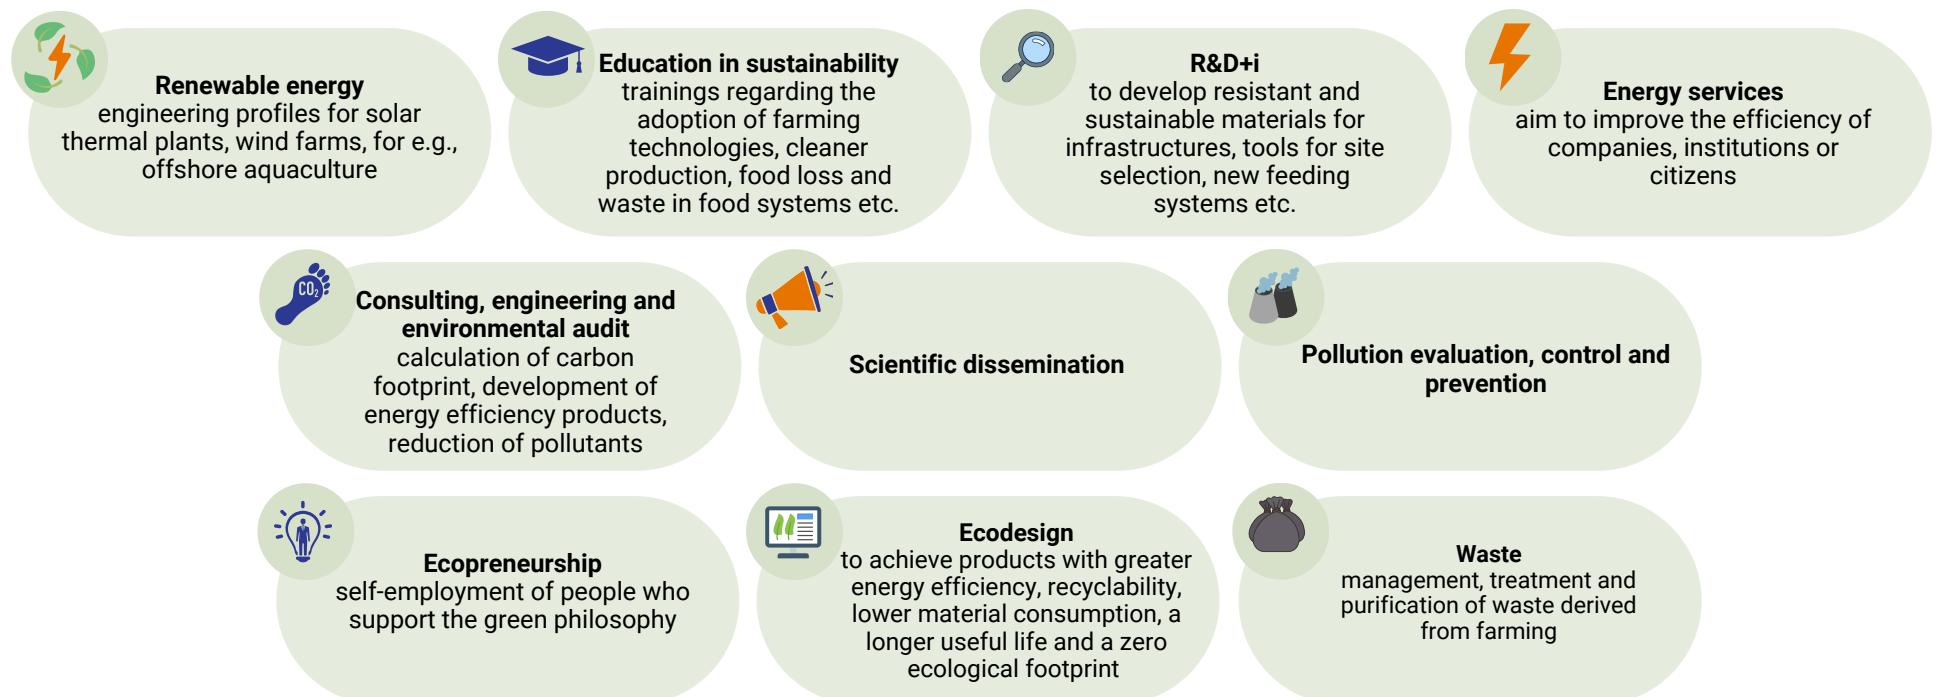 Renewable energy
engineering profiles for solar
thermal plants, wind farms, for e.g.,
offshore aquaculture
Education in sustainability
trainings regarding the
adoption of farming
technologies, cleaner
production, food loss and
waste in food systems etc.
R&D+i
to develop resistant and
sustainable materials for
infrastructures, tools for site
selection, new feeding
systems etc.
Energy services
aim to improve the efficiency of
companies, institutions or
citizens
CO₂
Consulting, engineering and
environmental audit
calculation of carbon
footprint, development of
energy efficiency products,
reduction of pollutants
Scientific dissemination
Pollution evaluation, control and
prevention
Ecopreneurship
self-employment of people who
support the green philosophy
Ecodesign
to achieve products with greater
energy efficiency, recyclability,
lower material consumption, a
longer useful life and a zero
ecological footprint
Waste
management, treatment and
purification of waste derived
from farming